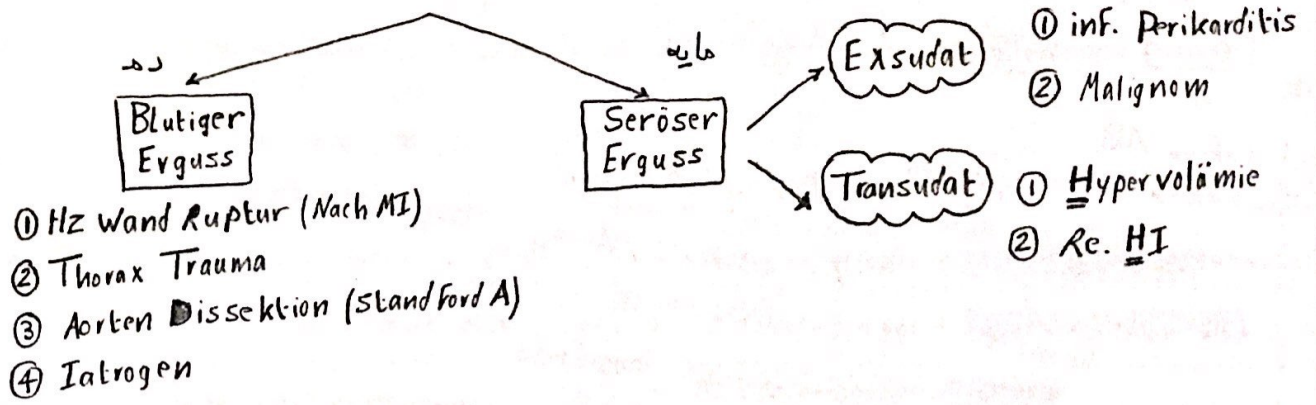 دم
مايه
Blutiger
Erguss
① Hz Wand Ruptur (Nach MI)
② Thorax Trauma
③ Aorten Dissektion (Stand Ford A)
④ Iatrogen
Seröser
Erguss
Exsudat
① inf. Perikarditis
② Malignom
Transudat
① Hypervolämie
② Re. HI